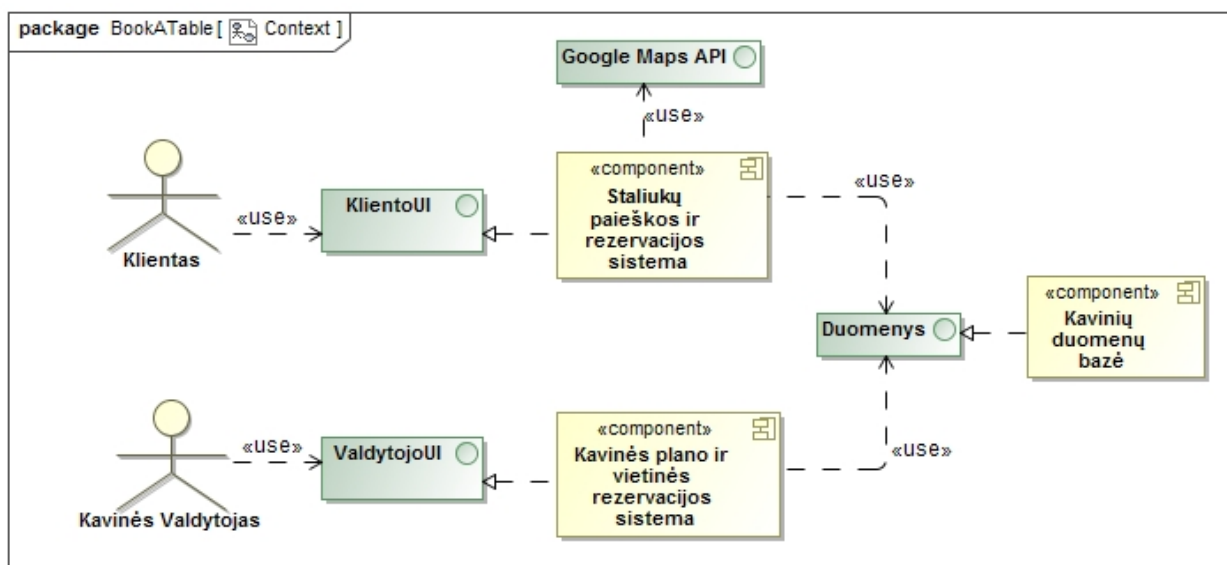 package BookATable [ Context ]
Google Maps API
«use»
«component»
Staliukų
paieškos ir
rezervacijos
sistema
«use»
KlientoUI
«use»
Klientas
«component»
Kavinių
duomenų
bazė
Duomenys
«component»
Kavinės plano ir
vietinės
rezervacijos
sistema
«use»
ValdytojoUI
«use»
Kavinės Valdytojas